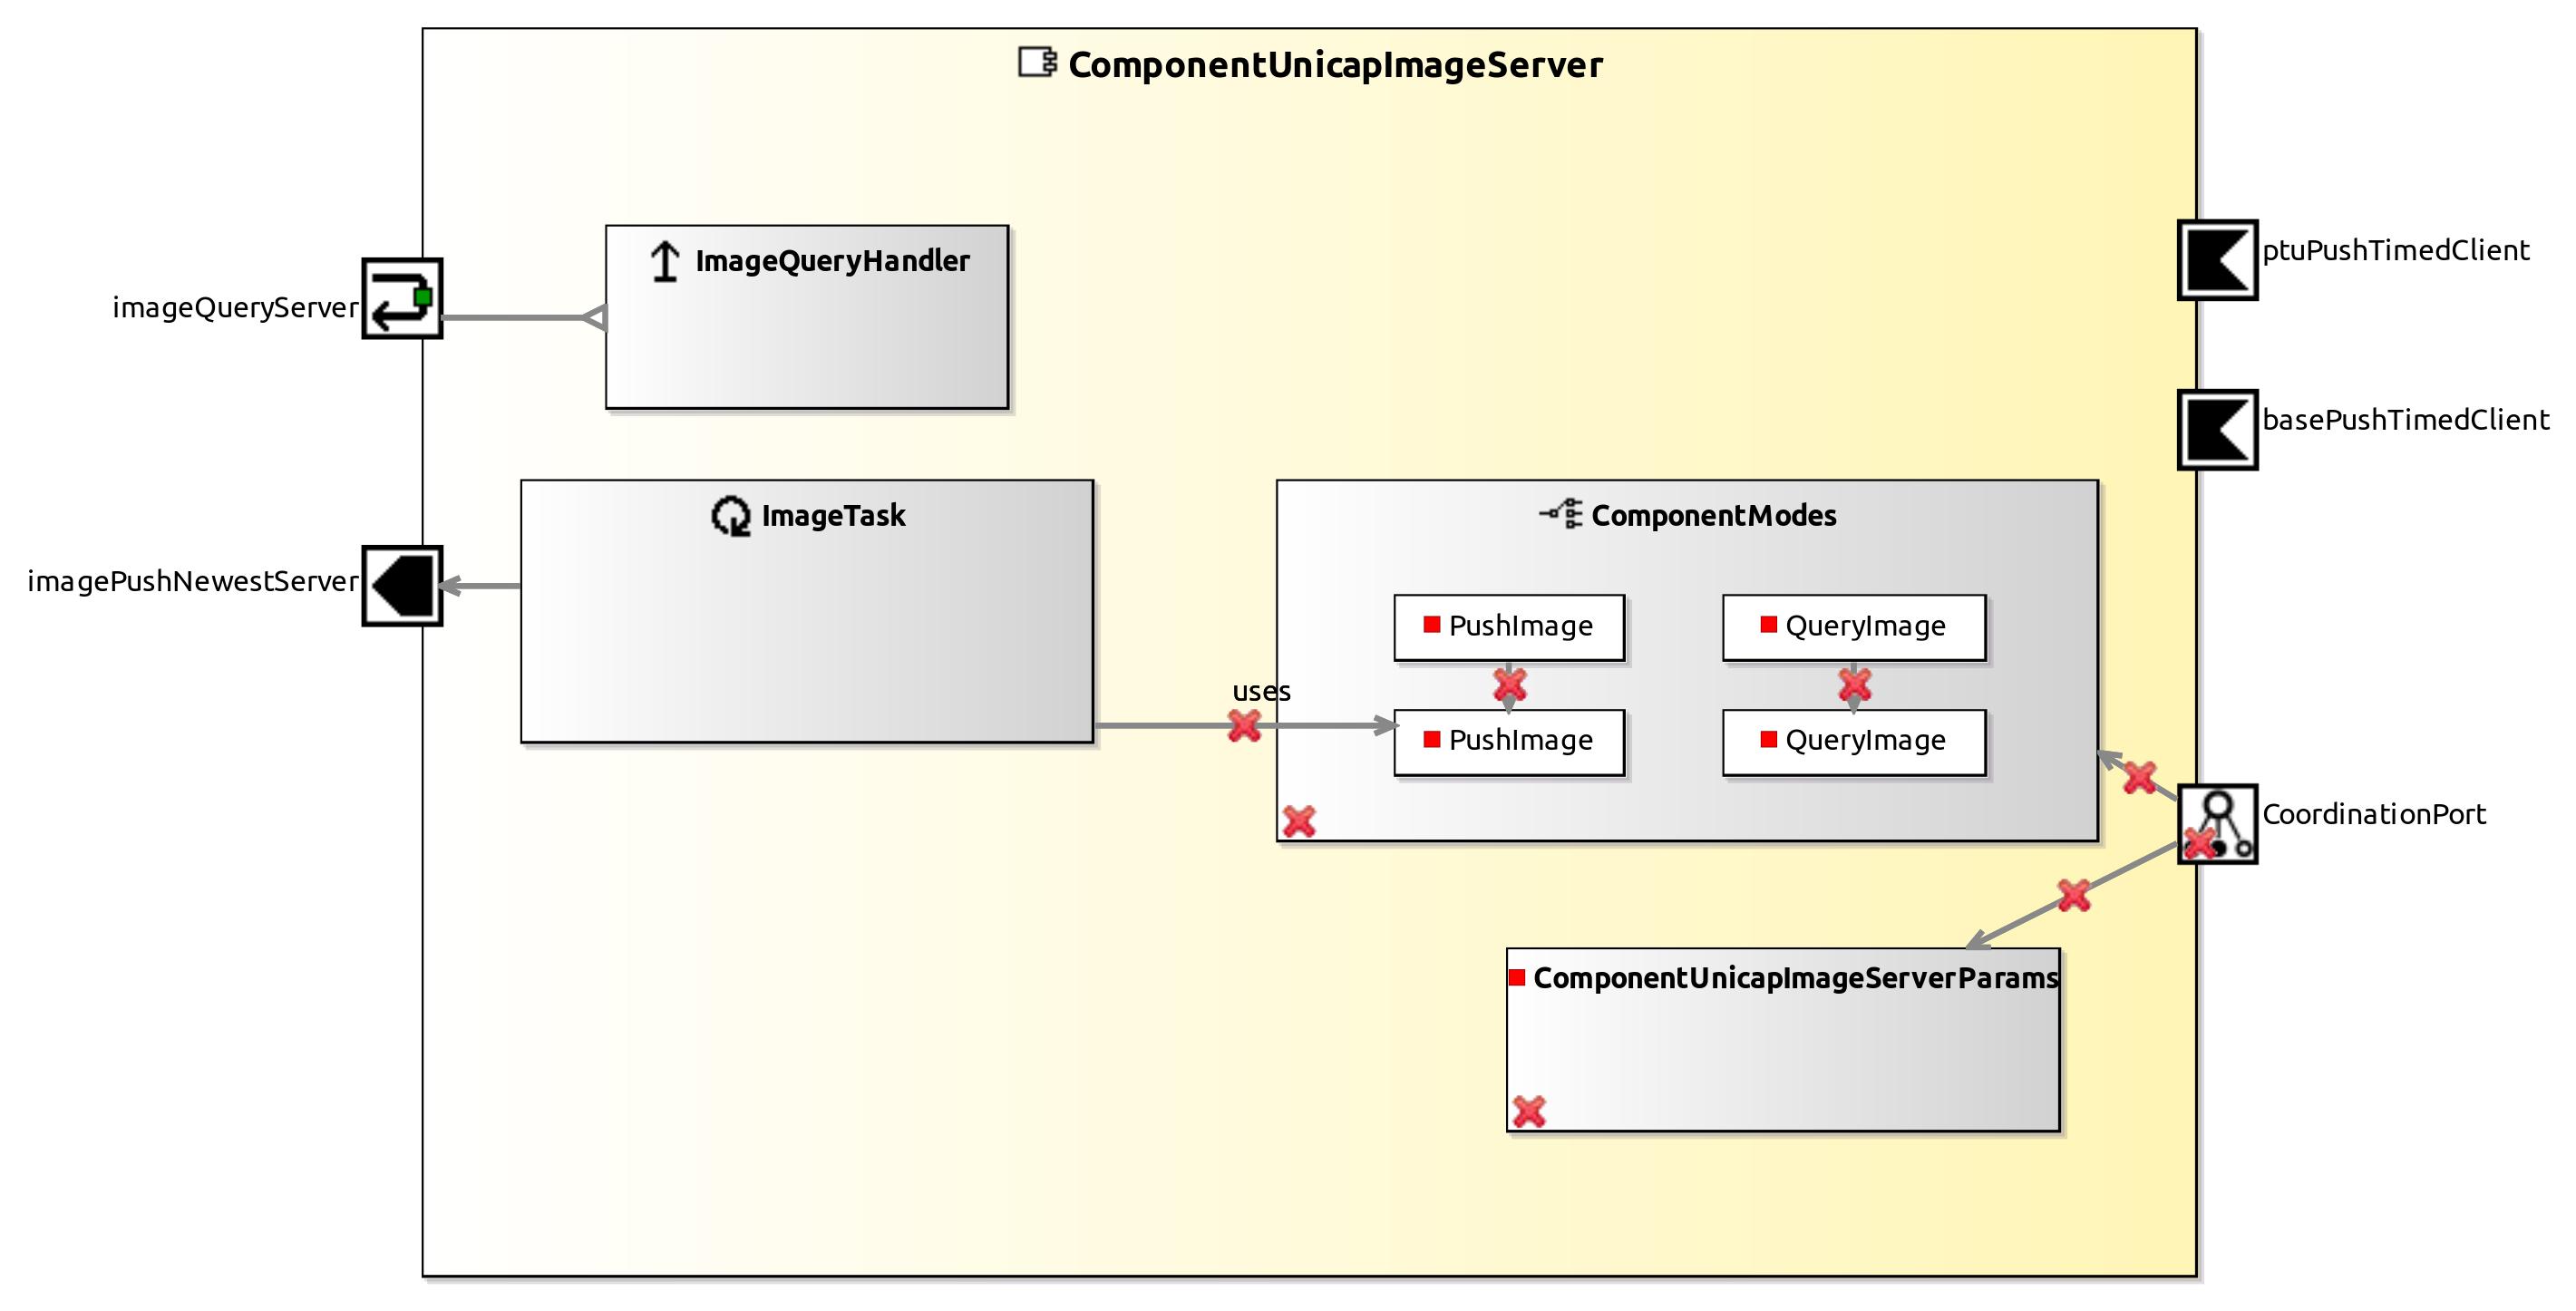 ComponentUnicapImageServer
ImageQueryHandler
ptuPushTimedClient
imageQueryServer
basePushTimedClient
ImageTask
ComponentModes
imagePushNewestServer
PushImage
QueryImage
uses
PushImage
QueryImage
CoordinationPort
ComponentUnicapImageServerParams